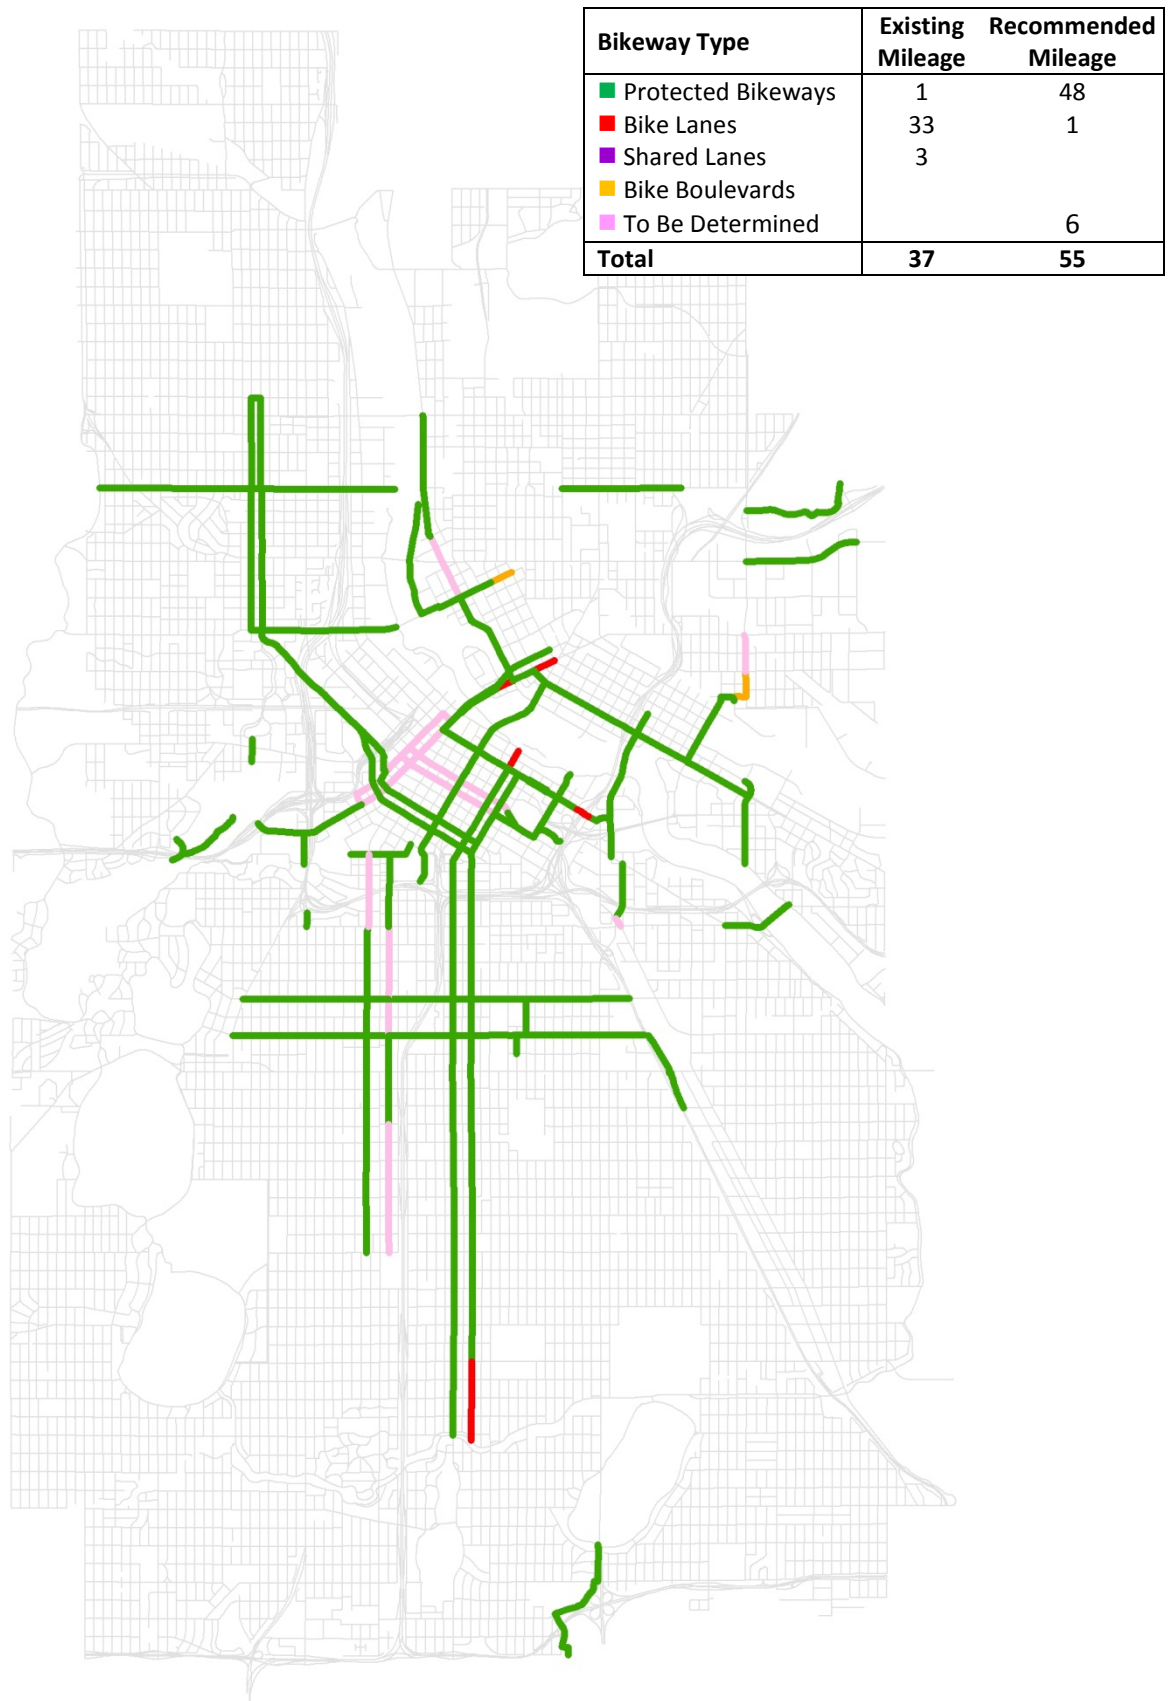 Bikeway Type Existing Mileage Recommended Mileage
Protected Bikeways 1 48
Bike Lanes 33 1
Shared Lanes 3
Bike Boulevards
To Be Determined 6
Total 37 55